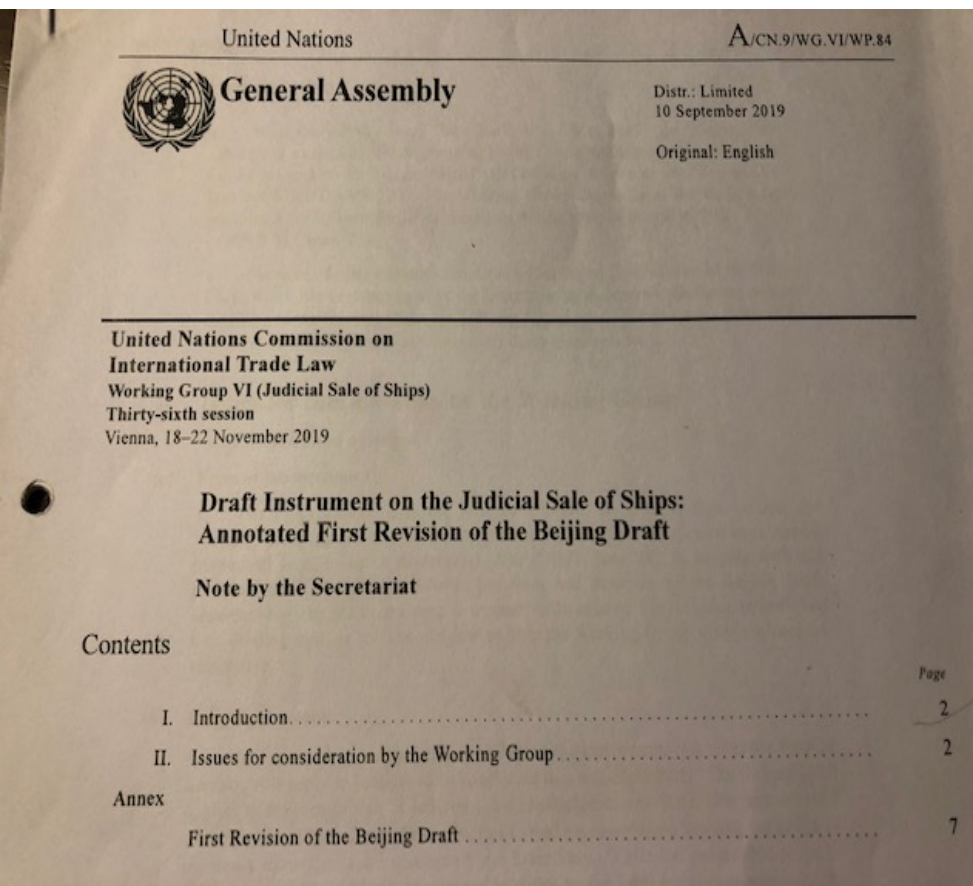 United Nations A/CN.9/WG.VI/WP.84
General Assembly
Distr.: Limited
10 September 2019
Original: English
United Nations Commission on
International Trade Law
Working Group VI (Judicial Sale of Ships)
Thirty-sixth session
Vienna, 18–22 November 2019
Draft Instrument on the Judicial Sale of Ships:
Annotated First Revision of the Beijing Draft
Note by the Secretariat
Contents
Page
I. Introduction. . . . . . . . . . . . . . . . . . . . . . . . . . . . . . . . . . . . . . . . 2
II. Issues for consideration by the Working Group . . . . . . . . . . . . . . . . . . . . 2
Annex
First Revision of the Beijing Draft . . . . . . . . . . . . . . . . . . . . . . . . . . 7